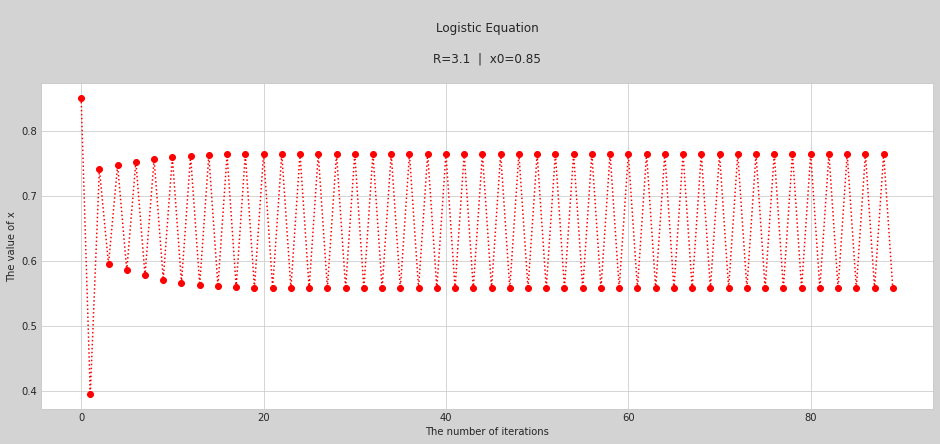 Logistic Equation
R=3.1 | x0=0.85
The value of x
0.8
0.7
0.6
0.5
0.4
0 20 40 60 80
The number of iterations